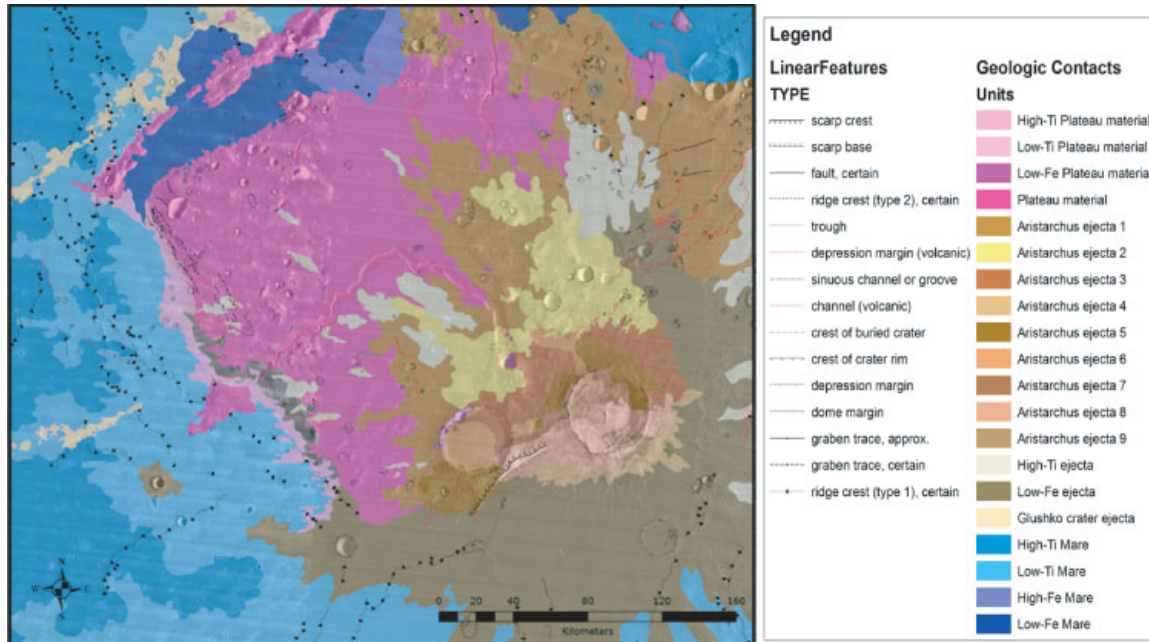 N
W E
S
0 20 40 80 120 160
Kilometers
Legend
LinearFeatures
TYPE
scarp crest
scarp base
fault, certain
ridge crest (type 2), certain
trough
depression margin (volcanic)
sinuous channel or groove
channel (volcanic)
crest of buried crater
crest of crater rim
depression margin
dome margin
graben trace, approx.
graben trace, certain
ridge crest (type 1), certain
Geologic Contacts
Units
High-Ti Plateau material
Low-Ti Plateau material
Low-Fe Plateau material
Plateau material
Aristarchus ejecta 1
Aristarchus ejecta 2
Aristarchus ejecta 3
Aristarchus ejecta 4
Aristarchus ejecta 5
Aristarchus ejecta 6
Aristarchus ejecta 7
Aristarchus ejecta 8
Aristarchus ejecta 9
High-Ti ejecta
Low-Fe ejecta
Glushko crater ejecta
High-Ti Mare
Low-Ti Mare
High-Fe Mare
Low-Fe Mare